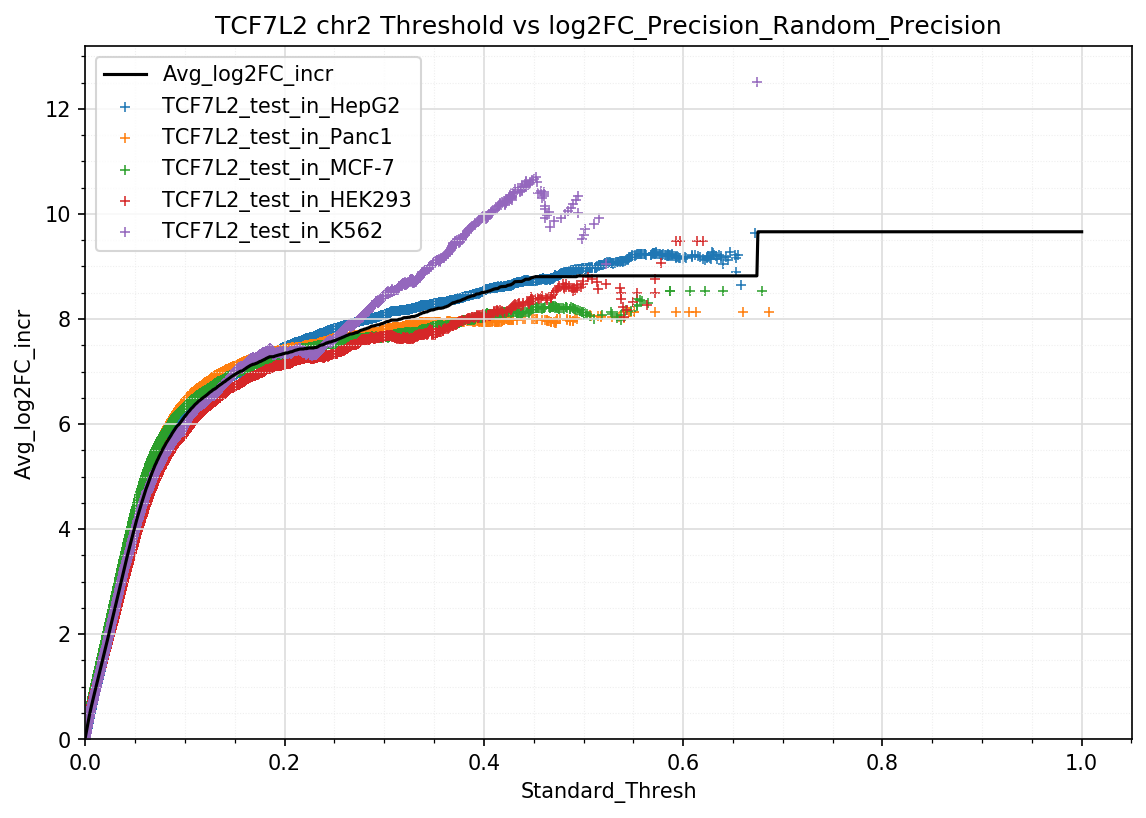 TCF7L2 chr2 Threshold vs log2FC_Precision_Random_Precision
Avg_log2FC_incr
TCF7L2_test_in_HepG2
TCF7L2_test_in_Panc1
TCF7L2_test_in_MCF-7
TCF7L2_test_in_HEK293
TCF7L2_test_in_K562
12
10
8
6
4
2
0
Avg_log2FC_incr
0.0 0.2 0.4 0.6 0.8 1.0
Standard_Thresh